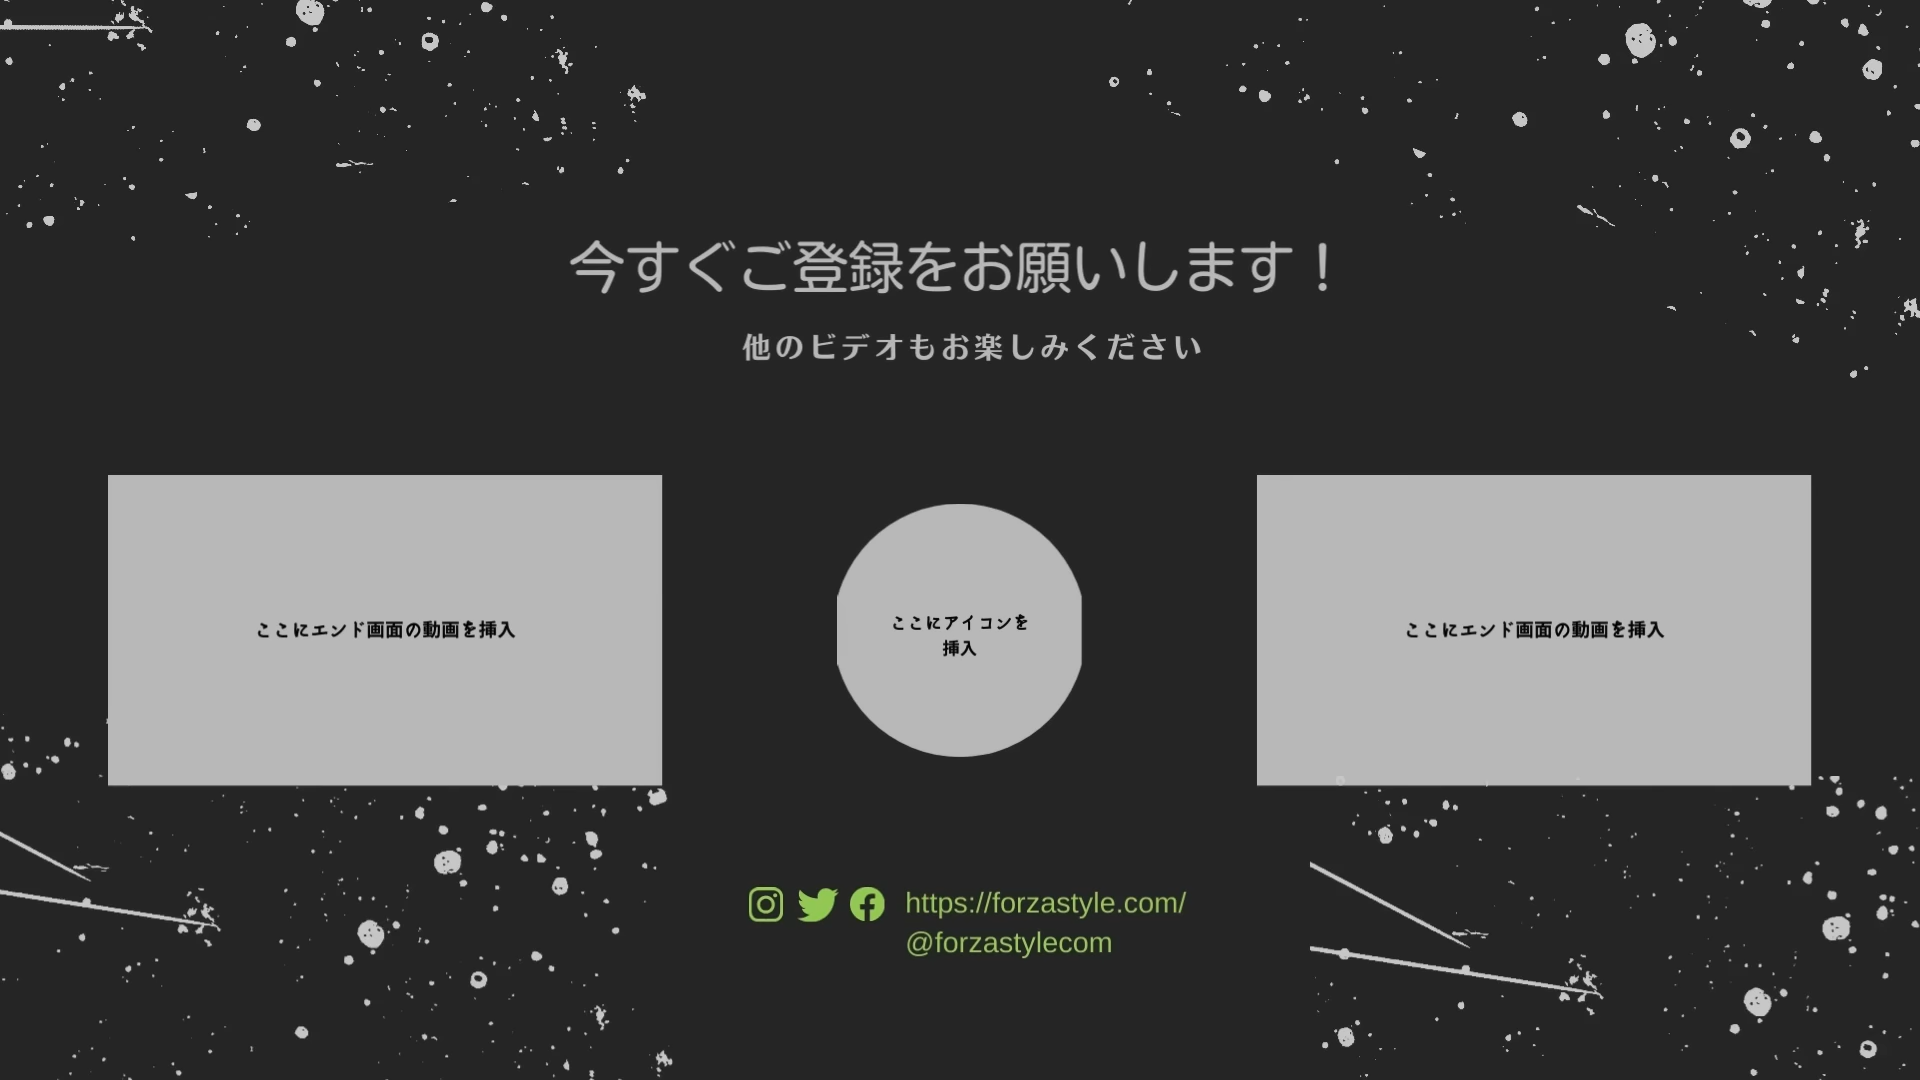 今すぐご登録をお願いします！
他のビデオもお楽しみください
ここにエンド画面の動画を挿入
ここにアイコンを
挿入
ここにエンド画面の動画を挿入
https://forzastyle.com/
@forzastylecom